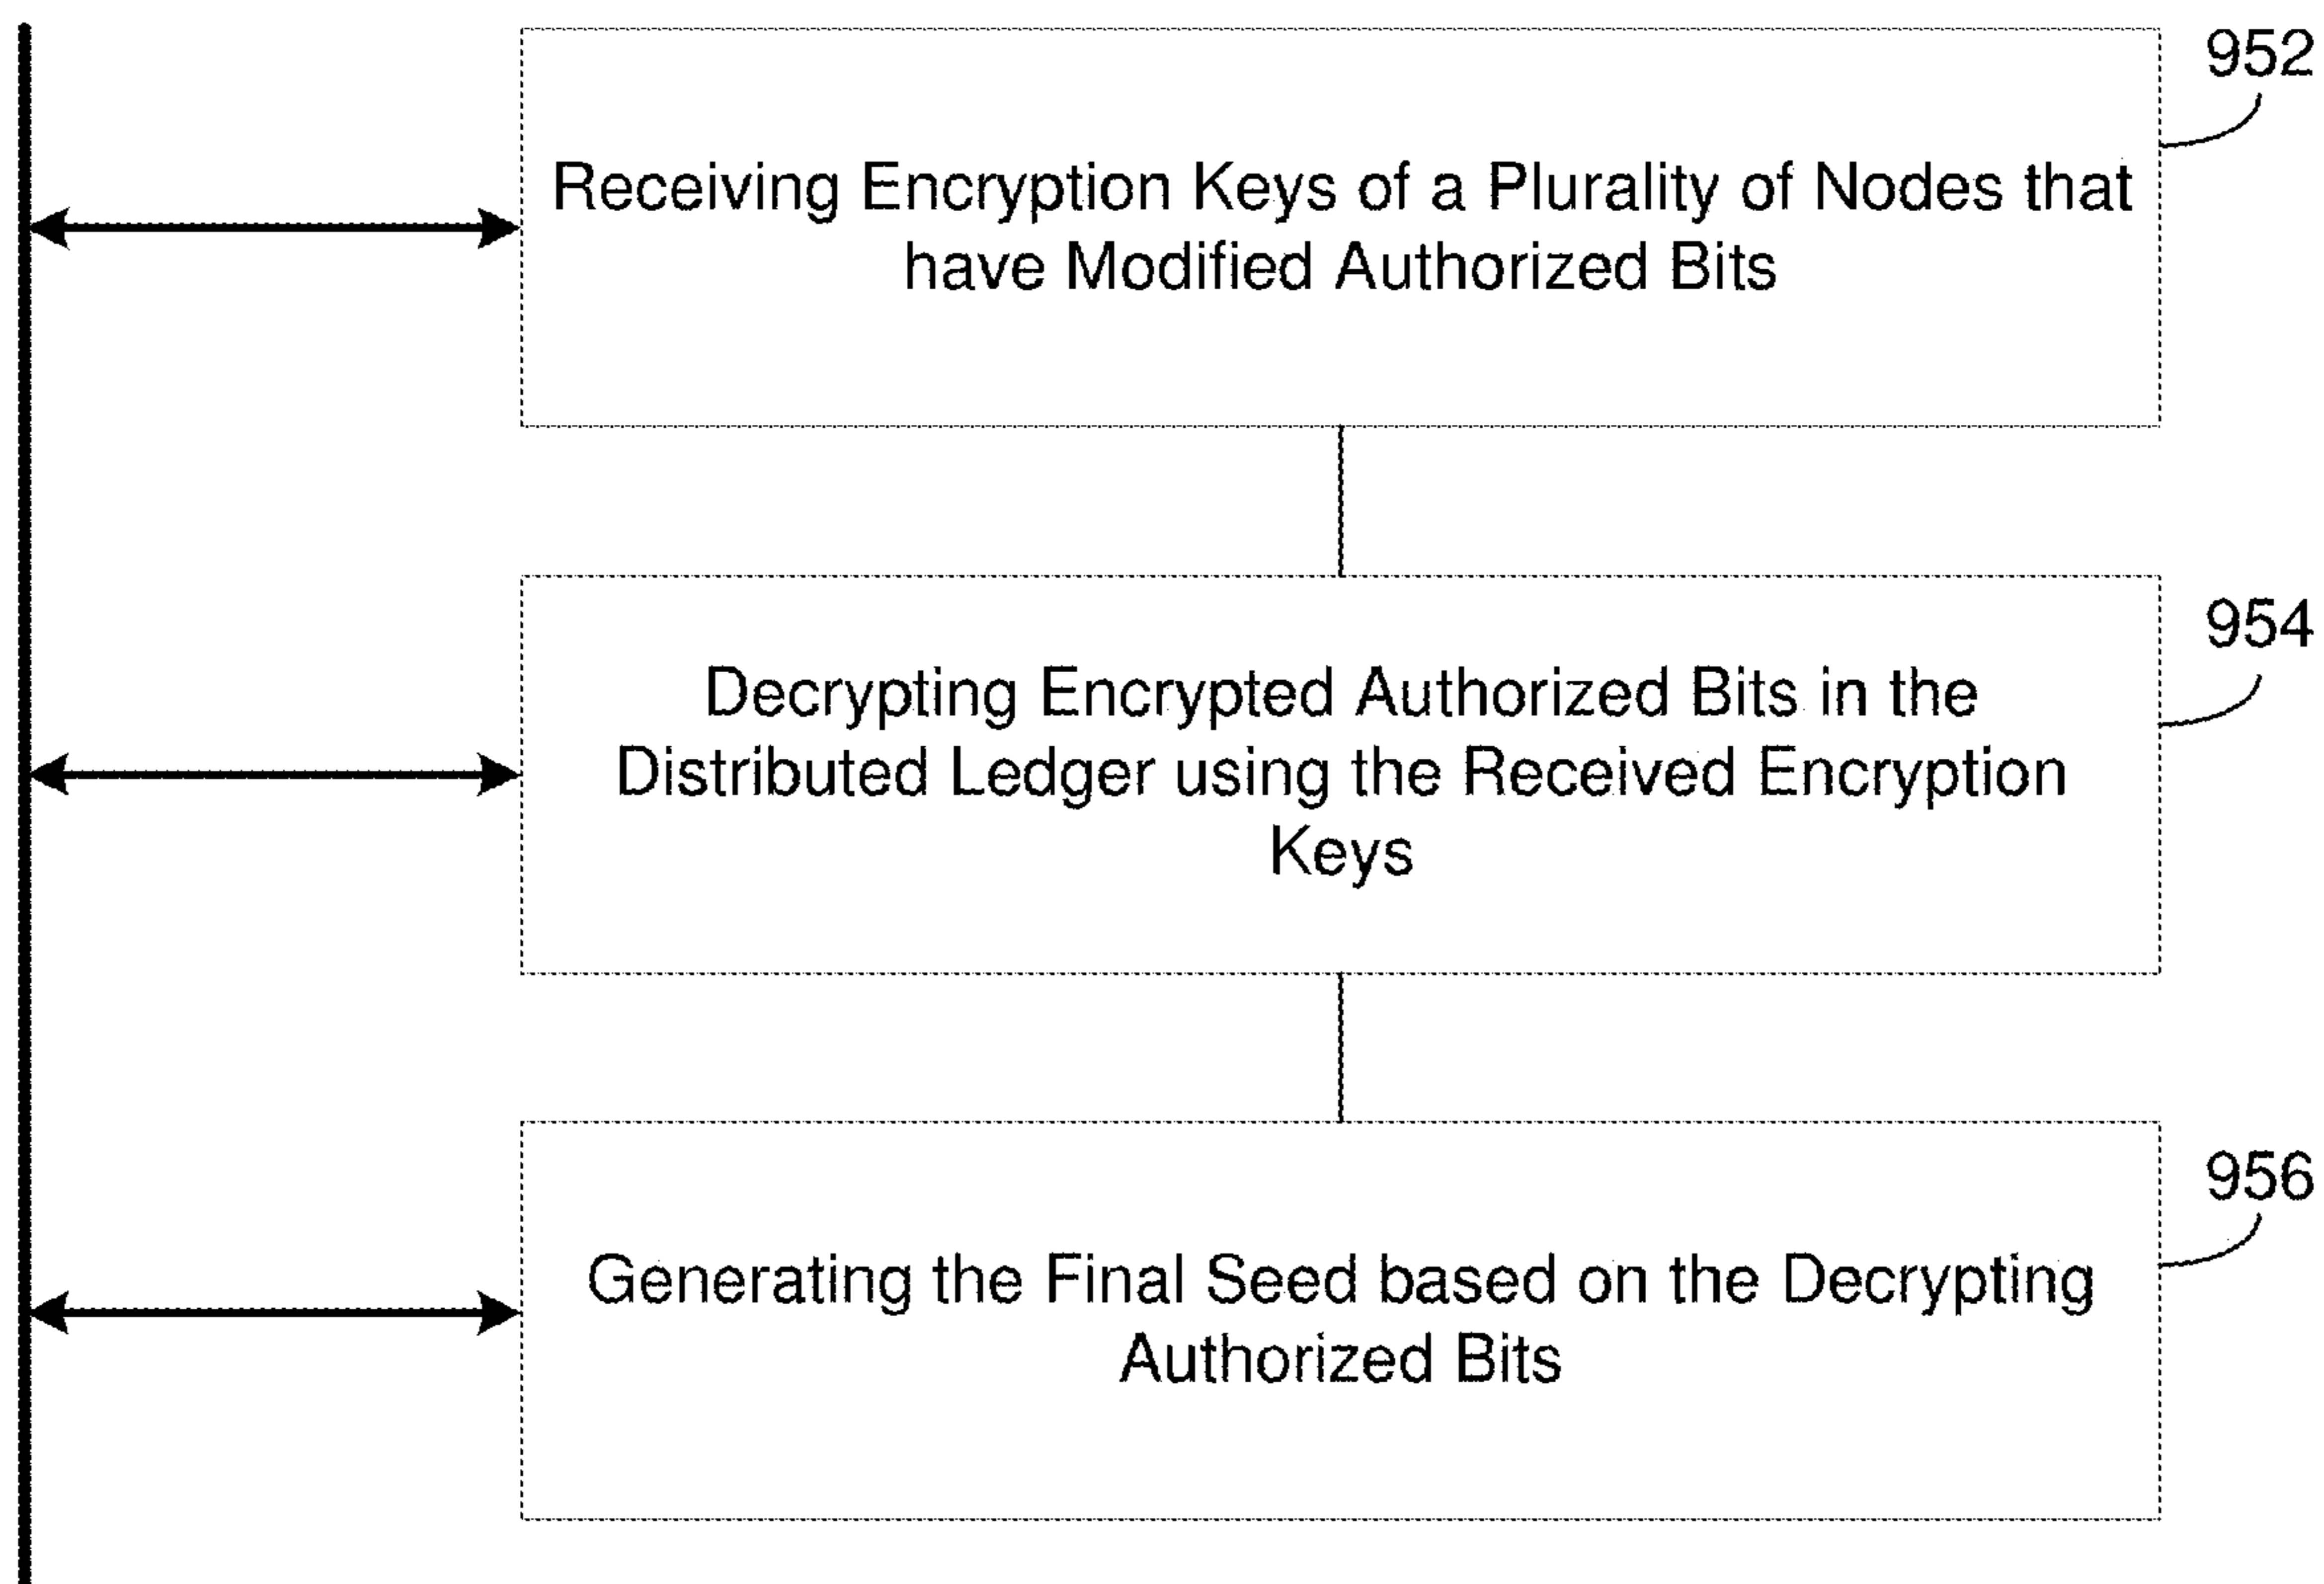 952
Receiving Encryption Keys of a Plurality of Nodes that
have Modified Authorized Bits
954
Decrypting Encrypted Authorized Bits in the
Distributed Ledger using the Received Encryption
Keys
956
Generating the Final Seed based on the Decrypting
Authorized Bits